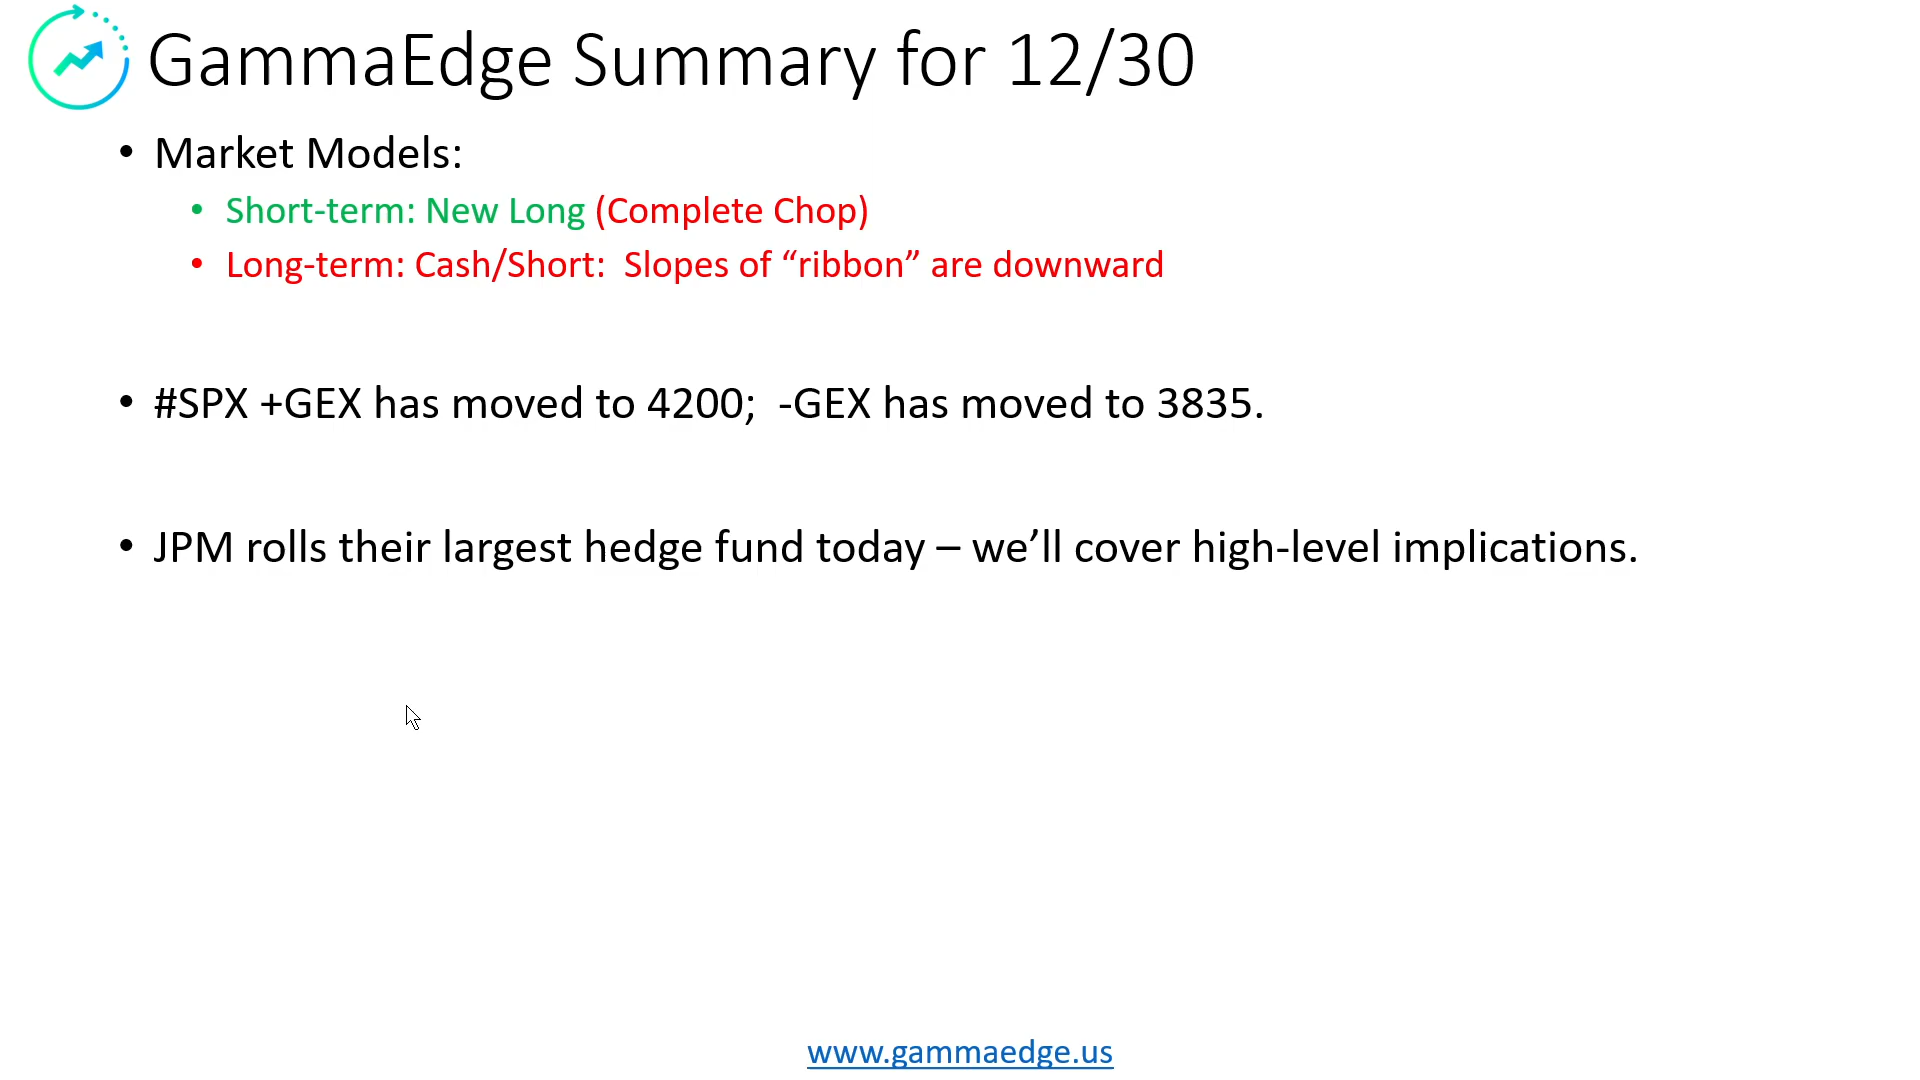 GammaEdge Summary for 12/30
• Market Models:
• Short-term: New Long (Complete Chop)
• Long-term: Cash/Short:  Slopes of “ribbon” are downward
• #SPX +GEX has moved to 4200;  -GEX has moved to 3835.
• JPM rolls their largest hedge fund today – we’ll cover high-level implications.
www.gammaedge.us